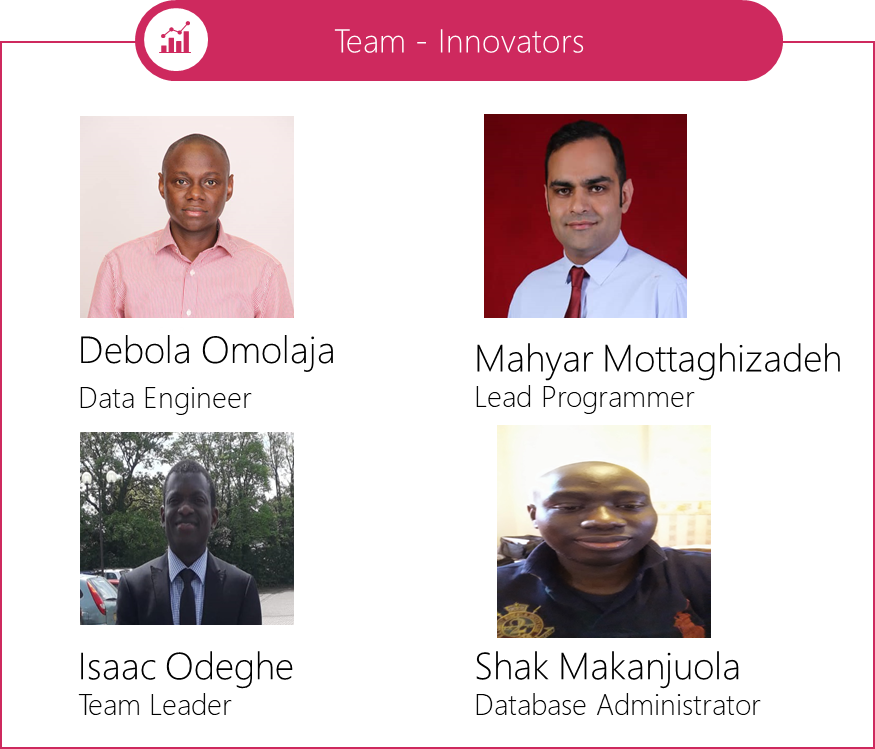 Team - Innovators
Debola Omolaja
Data Engineer
Mahyar Mottaghizadeh
Lead Programmer
Isaac Odeghe
Team Leader
Shak Makanjuola
Database Administrator